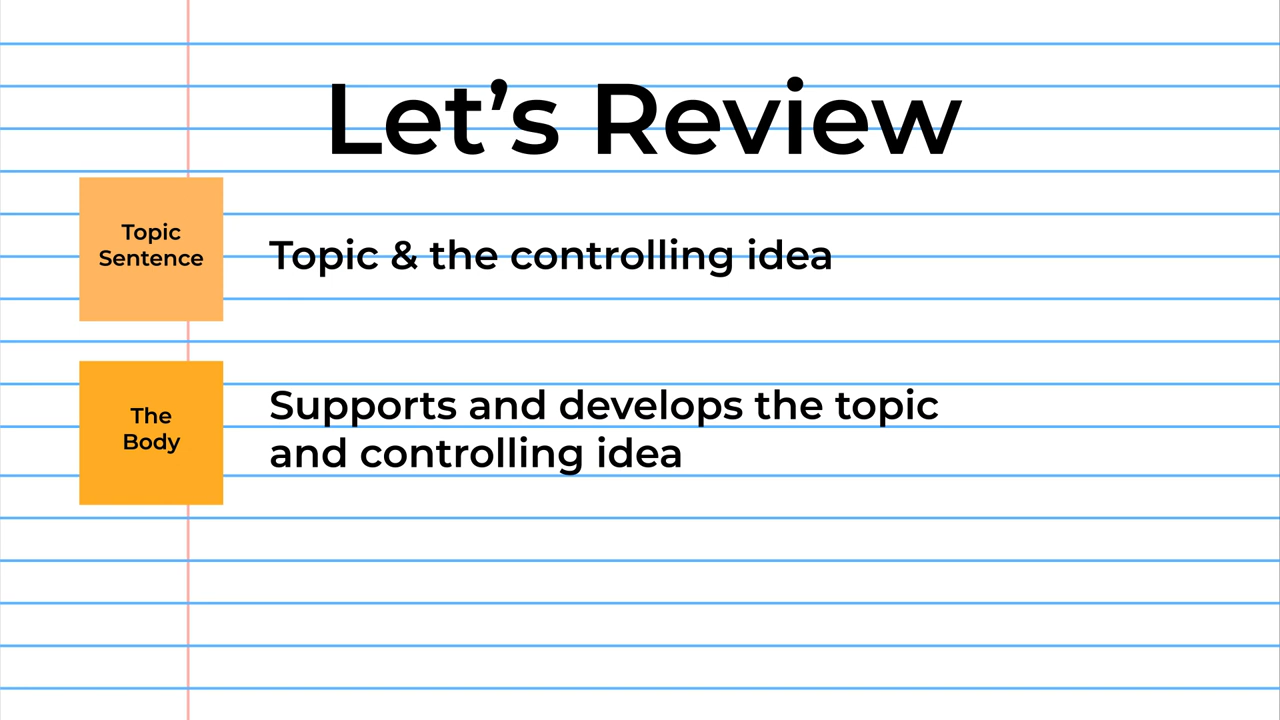 Let’s Review
Topic
Sentence
Topic & the controlling idea
The
Body
Supports and develops the topic
and controlling idea